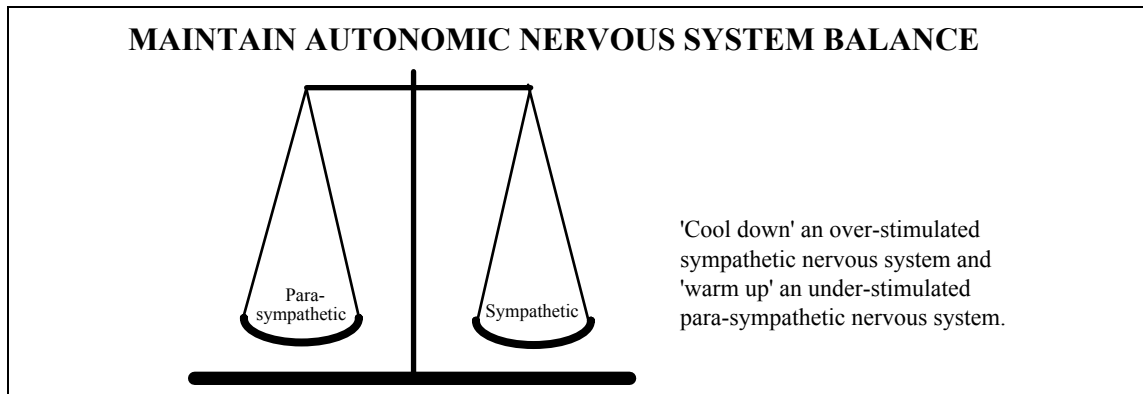 MAINTAIN AUTONOMIC NERVOUS SYSTEM BALANCE
Para-
sympathetic
Sympathetic
'Cool down' an over-stimulated
sympathetic nervous system and
'warm up' an under-stimulated
para-sympathetic nervous system.